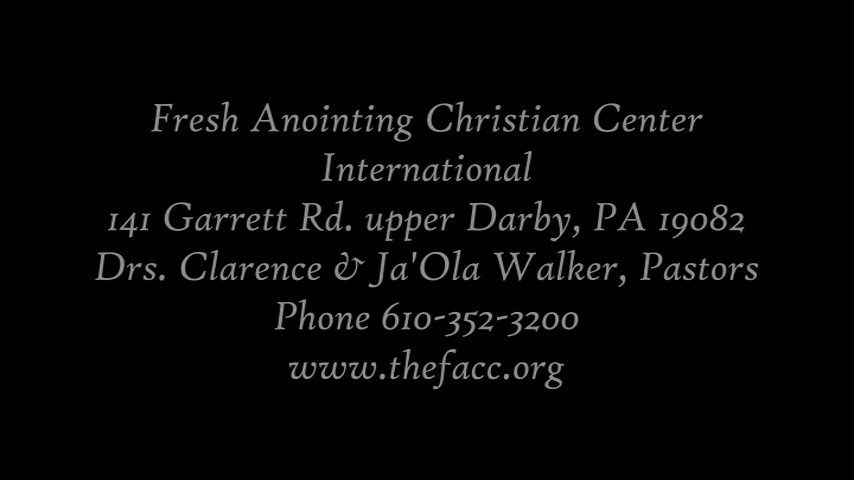 Fresh Anointing Christian Center
International
141 Garrett Rd. upper Darby, PA 19082
Drs. Clarence & Ja'Ola Walker, Pastors
Phone 610-352-3200
www.thefacc.org